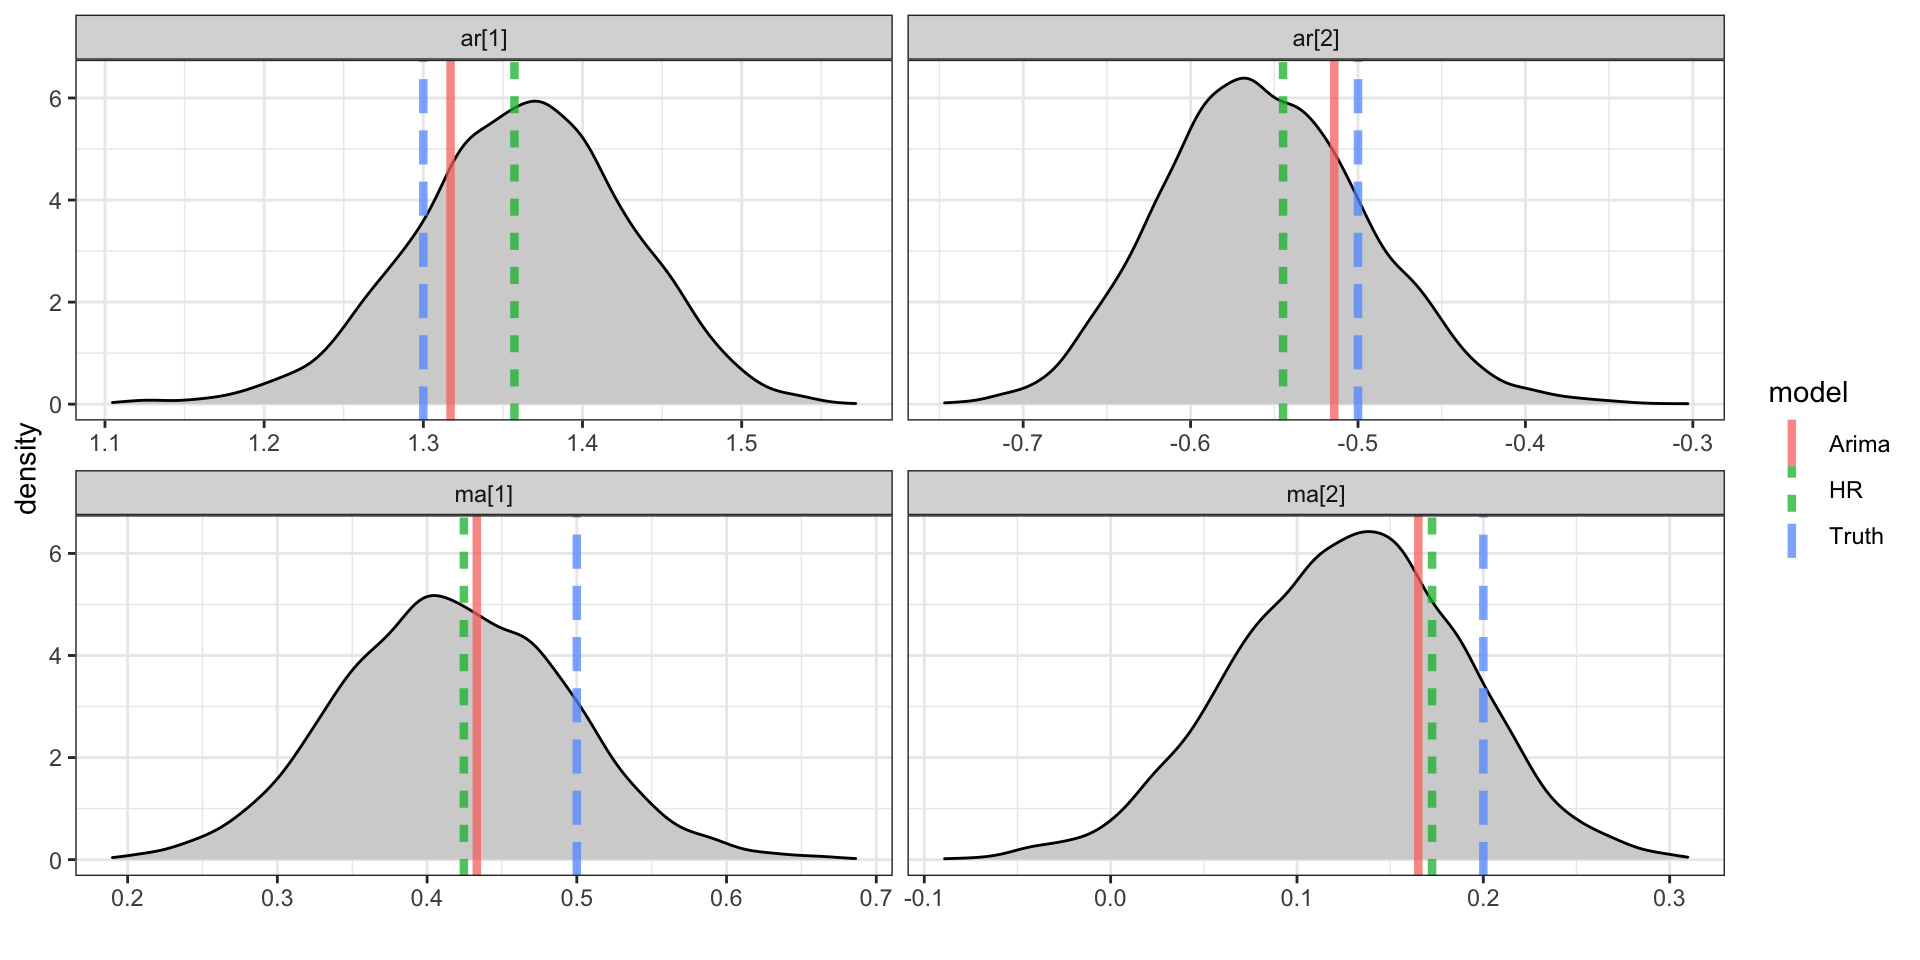 ar[1]
ar[2]
6
4
2
0
1.1 1.2 1.3 1.4 1.5
-0.7 -0.6 -0.5 -0.4 -0.3
density
ma[1]
ma[2]
6
4
2
0
0.2 0.3 0.4 0.5 0.6 0.7
-0.1 0.0 0.1 0.2 0.3
model
Arima
HR
Truth